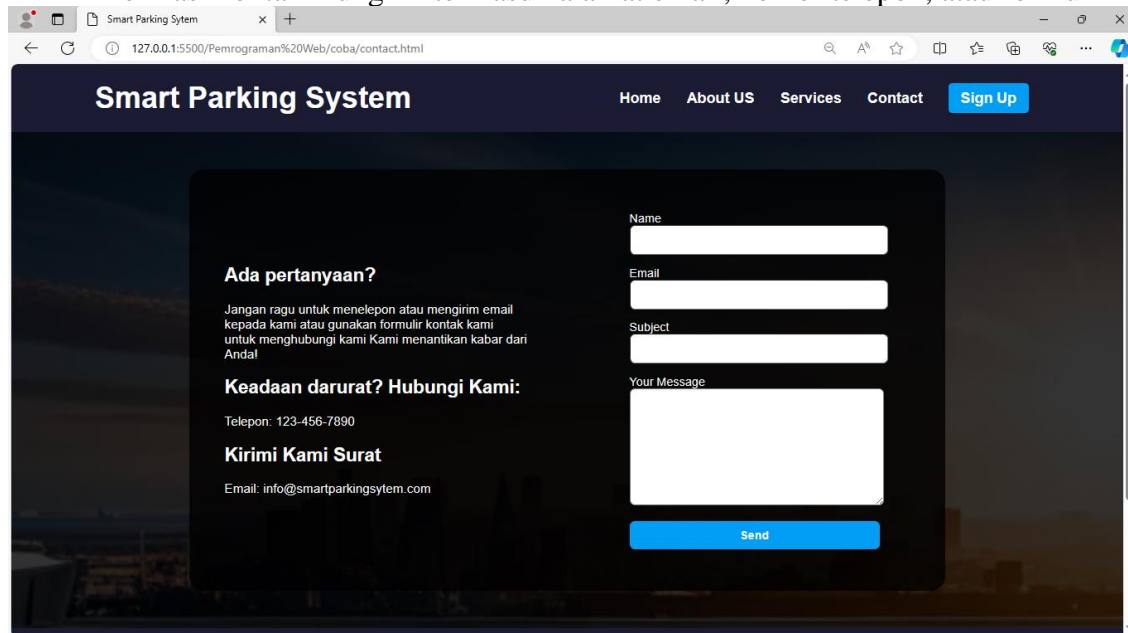 Smart Parking Sytem
127.0.0.1:5500/Pemrograman%20Web/coba/contact.html
Smart Parking System
Home About US Services Contact Sign Up
Ada pertanyaan?
Jangan ragu untuk menelepon atau mengirim email
kepada kami atau gunakan formulir kontak kami
untuk menghubungi kami Kami menantikan kabar dari
Anda!
Keadaan darurat? Hubungi Kami:
Telepon: 123-456-7890
Kirimi Kami Surat
Email: info@smartparkingsytem.com
Name
Email
Subject
Your Message
Send